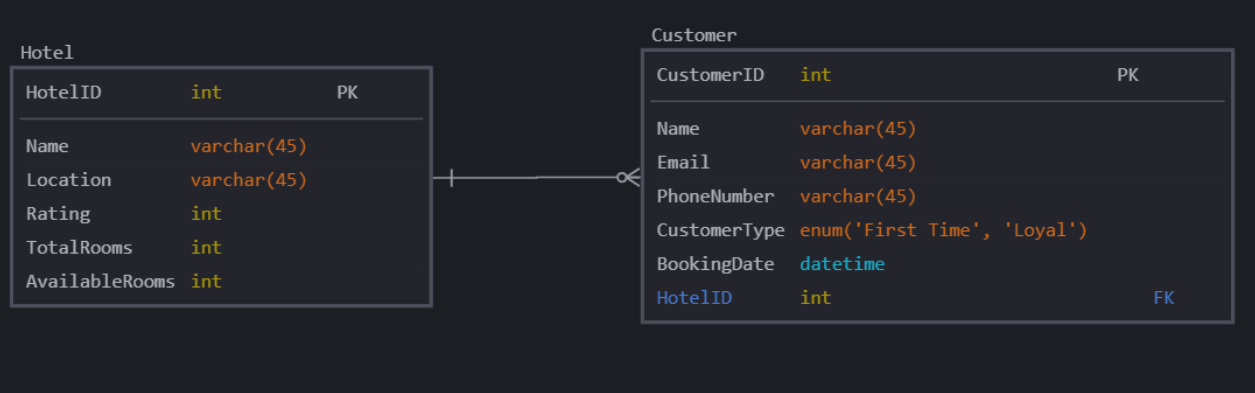 Hotel
HotelID int PK
Name varchar(45)
Location varchar(45)
Rating int
TotalRooms int
AvailableRooms int
Customer
CustomerID int PK
Name varchar(45)
Email varchar(45)
PhoneNumber varchar(45)
CustomerType enum('First Time', 'Loyal')
BookingDate datetime
HotelID int FK